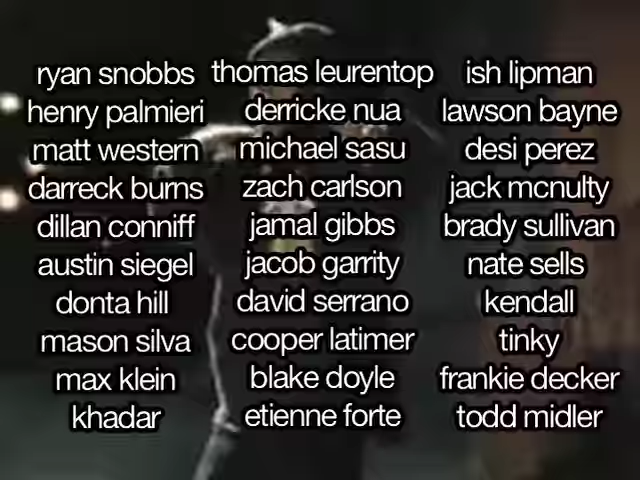 ryan snobbs thomas leurentop ish lipman
henry palmieri derricke nua lawson bayne
matt western michael sasu desi perez
darreck burns zach carlson jack mcnulty
dillan conniff jamal gibbs brady sullivan
austin siegel jacob garrity nate sells
donta hill david serrano kendall
mason silva cooper latimer tinky
max klein blake doyle frankie decker
khadar etienne forte todd midler